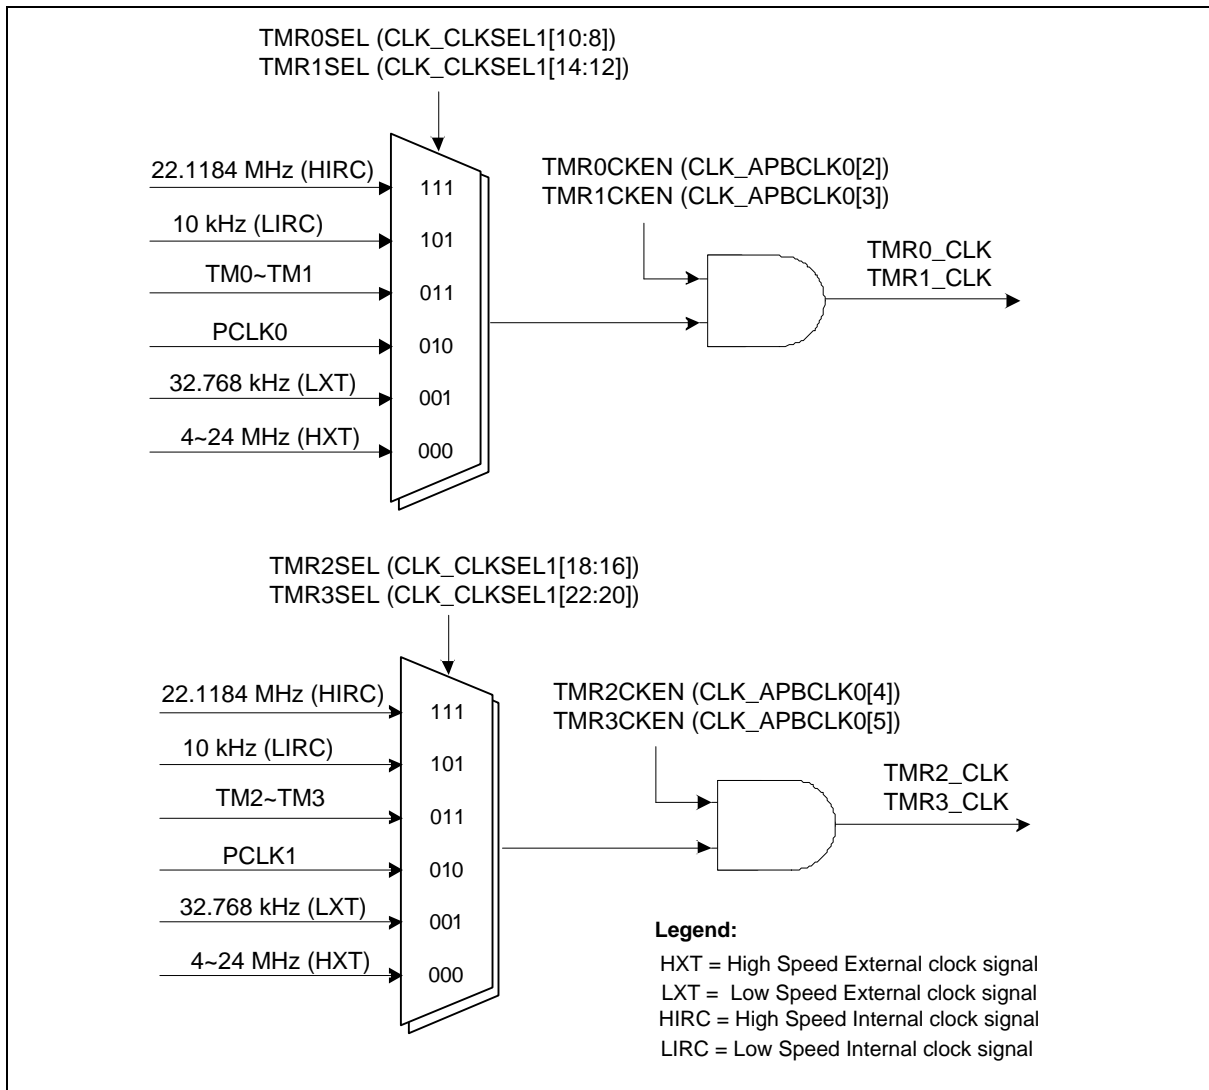 TMR0SEL (CLK_CLKSEL1[10:8])
TMR1SEL (CLK_CLKSEL1[14:12])
22.1184 MHz (HIRC)
111
TMR0CKEN (CLK_APBCLK0[2])
TMR1CKEN (CLK_APBCLK0[3])
10 kHz (LIRC)
101
TMR0_CLK
TMR1_CLK
TM0~TM1
011
PCLK0
010
32.768 kHz (LXT)
001
4~24 MHz (HXT)
000
TMR2SEL (CLK_CLKSEL1[18:16])
TMR3SEL (CLK_CLKSEL1[22:20])
22.1184 MHz (HIRC)
111
TMR2CKEN (CLK_APBCLK0[4])
TMR3CKEN (CLK_APBCLK0[5])
10 kHz (LIRC)
101
TMR2_CLK
TMR3_CLK
TM2~TM3
011
PCLK1
010
32.768 kHz (LXT)
001
4~24 MHz (HXT)
000
Legend:
HXT = High Speed External clock signal
LXT = Low Speed External clock signal
HIRC = High Speed Internal clock signal
LIRC = Low Speed Internal clock signal